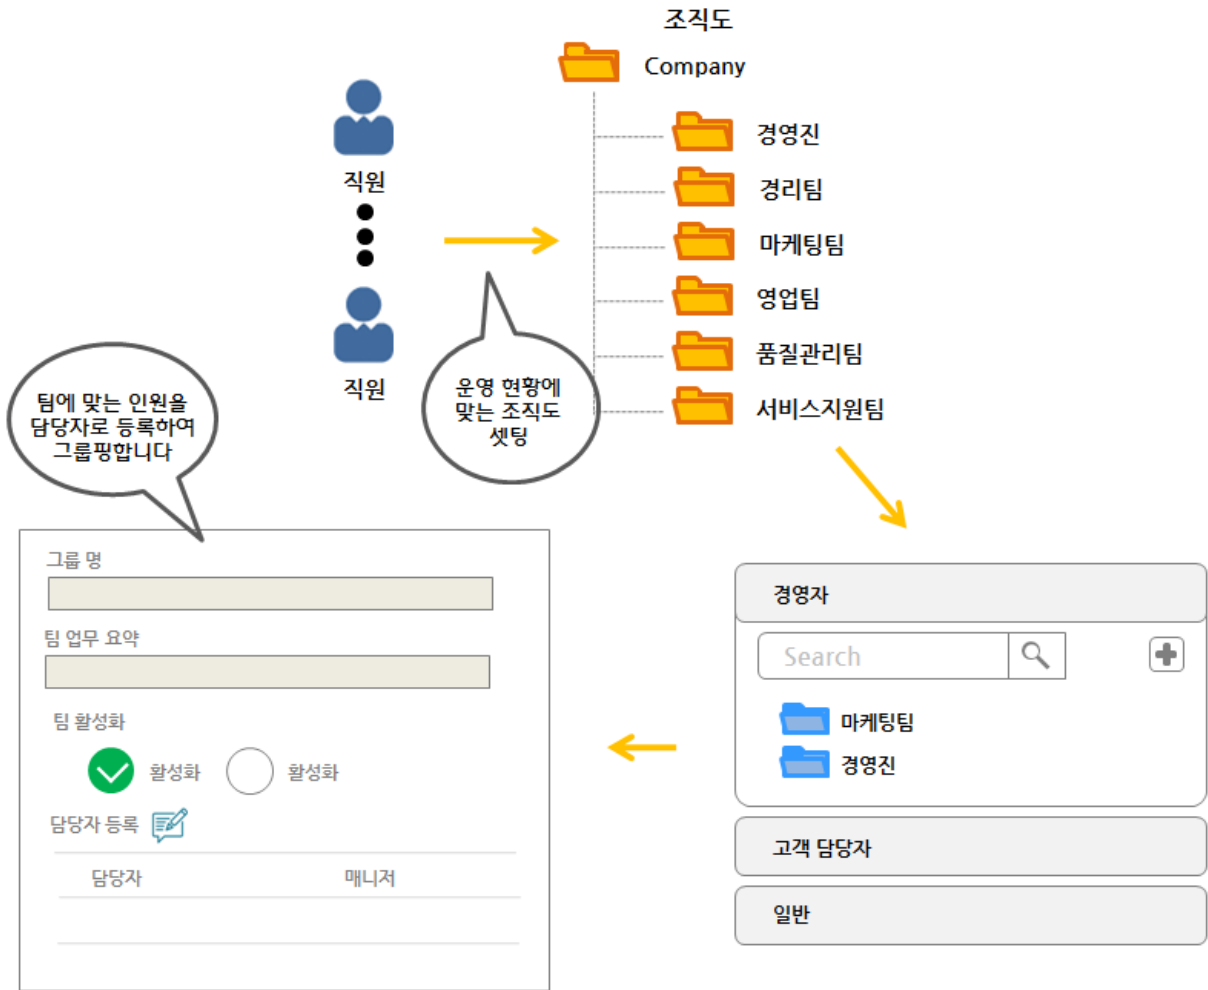 조직도
Company
경영진
경리팀
마케팅팀
영업팀
품질관리팀
서비스지원팀
직원
직원
운영 현황에
맞는 조직도
셋팅
팀에 맞는 인원을
담당자로 등록하여
그룹핑합니다
그룹 명
팀 업무 요약
팀 활성화
활성화 활성화
담당자 등록
담당자 매니저
경영자
Search
마케팅팀
경영진
고객 담당자
일반